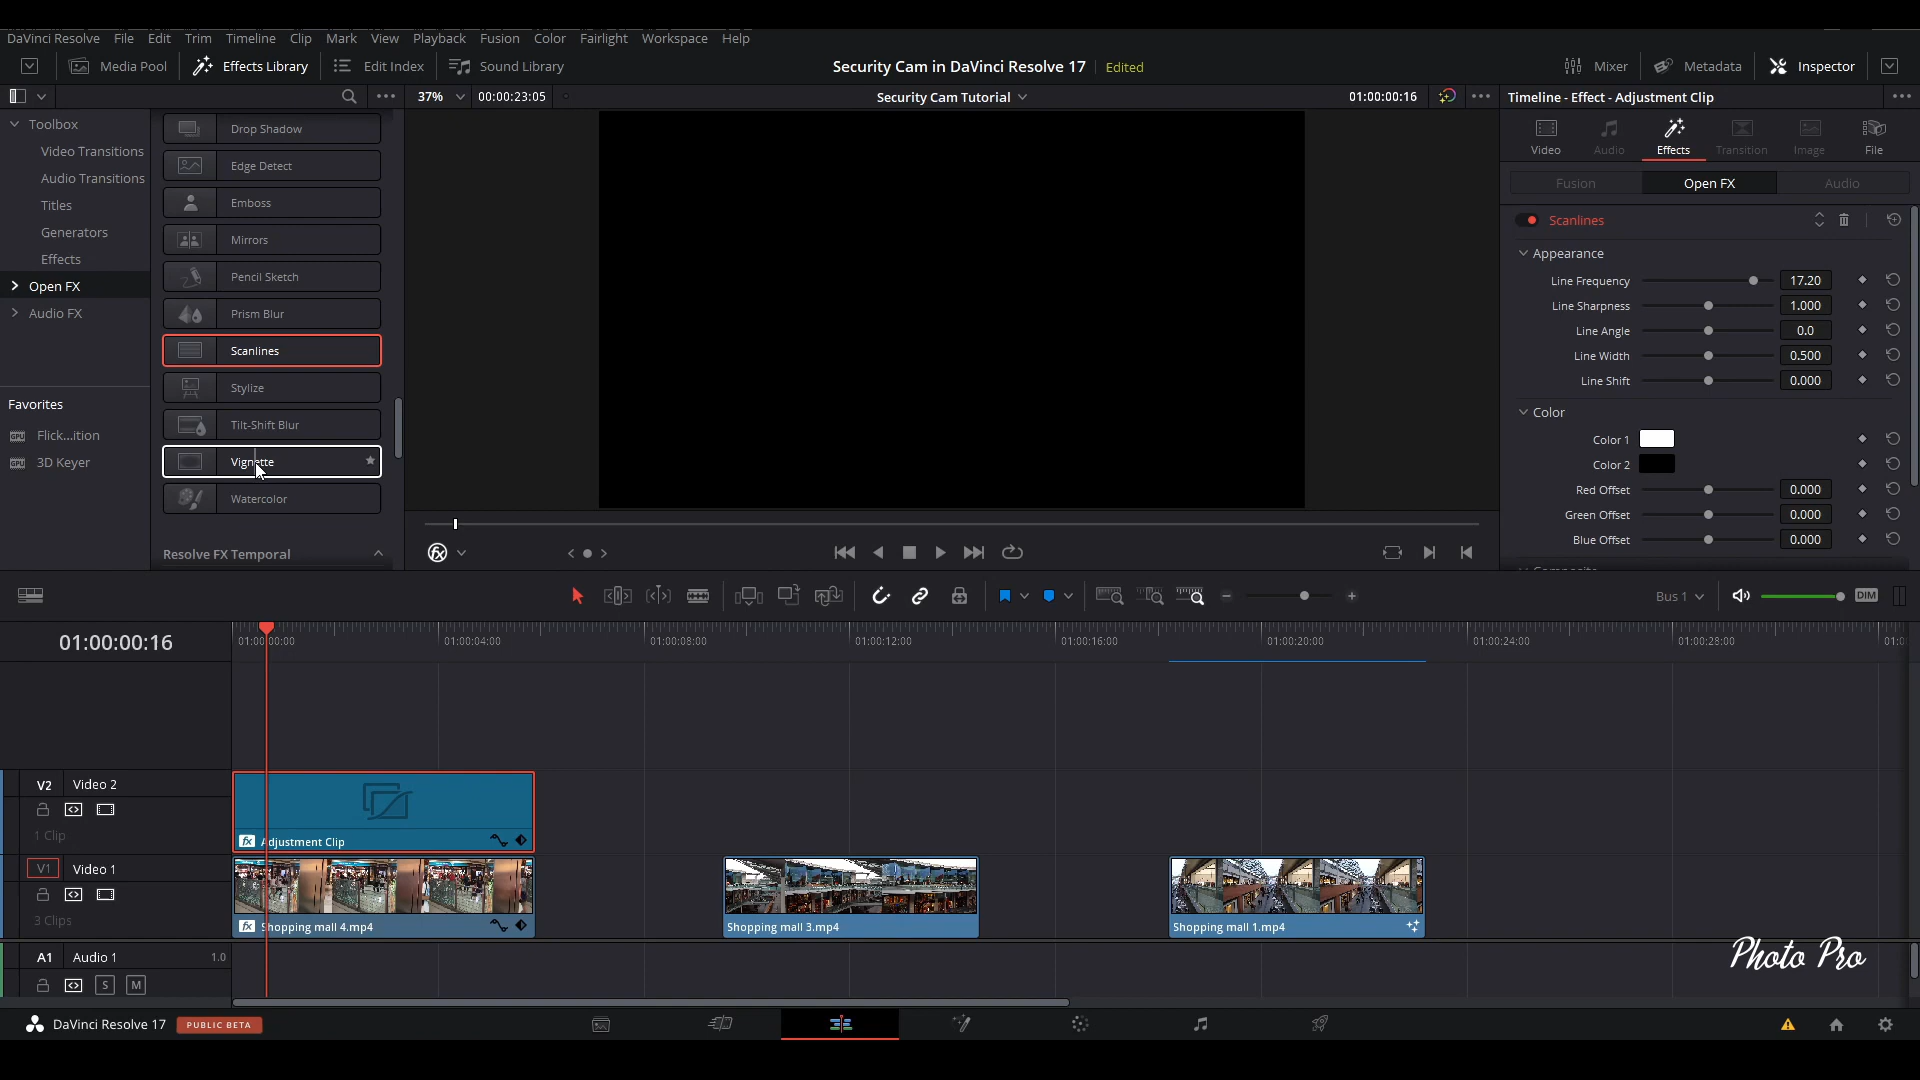 DaVinci Resolve File Edit Trim Timeline Clip Mark View Playback Fusion Color Fairlight Workspace Help
Media Pool Effects Library Edit Index Sound Library Security Cam in DaVinci Resolve 17 Edited Mixer Metadata Inspector
37% 00:00:23:05 Security Cam Tutorial 01:00:00:16 Timeline - Effect - Adjustment Clip
Toolbox
Video Transitions
Audio Transitions
Titles
Generators
Effects
Open FX
Audio FX
Favorites
Flick...ition
3D Keyer
Drop Shadow
Edge Detect
Emboss
Mirrors
Pencil Sketch
Prism Blur
Scanlines
Stylize
Tilt-Shift Blur
Vignette
Watercolor
Resolve FX Temporal
Video Audio Effects Transition Image File
Fusion Open FX Audio
Scanlines
Appearance
Line Frequency 17.20
Line Sharpness 1.000
Line Angle 0.0
Line Width 0.500
Line Shift 0.000
Color
Color 1
Color 2
Red Offset 0.000
Green Offset 0.000
Blue Offset 0.000
Bus 1 DIM
01:00:00:16 01:00:00:00 01:00:04:00 01:00:08:00 01:00:12:00 01:00:16:00 01:00:20:00 01:00:24:00 01:00:28:00
V2 Video 2
1 Clip
fx Adjustment Clip
V1 Video 1
3 Clips
fx Shopping mall 4.mp4 Shopping mall 3.mp4 Shopping mall 1.mp4
A1 Audio 1 1.0
S M
Photo Pro
DaVinci Resolve 17 PUBLIC BETA